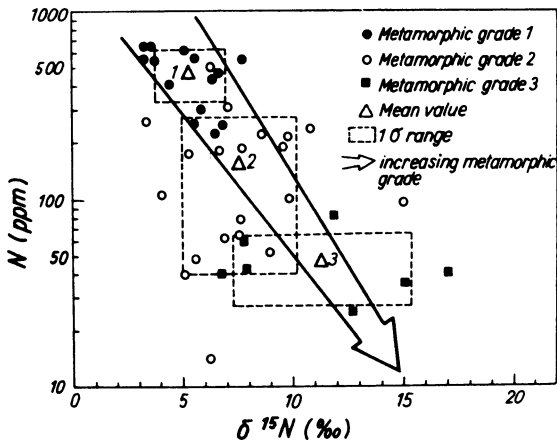 1000
500
100
50
10
N (ppm)
Metamorphic grade 1
Metamorphic grade 2
Metamorphic grade 3
Mean value
1 σ range
increasing metamorphic
grade
1
2
3
0
5
10
15
20
δ ¹⁵N (‰)